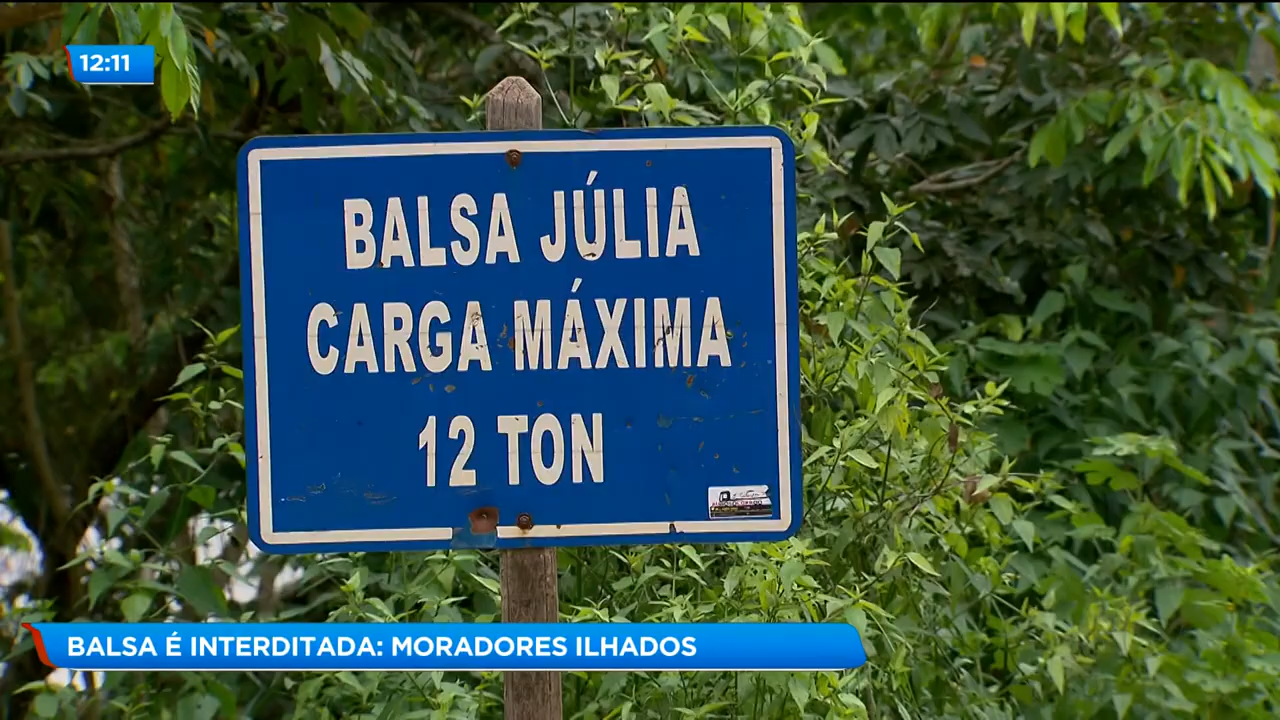 12:11
BALSA JÚLIA
CARGA MÁXIMA
12 TON
BALSA É INTERDITADA: MORADORES ILHADOS